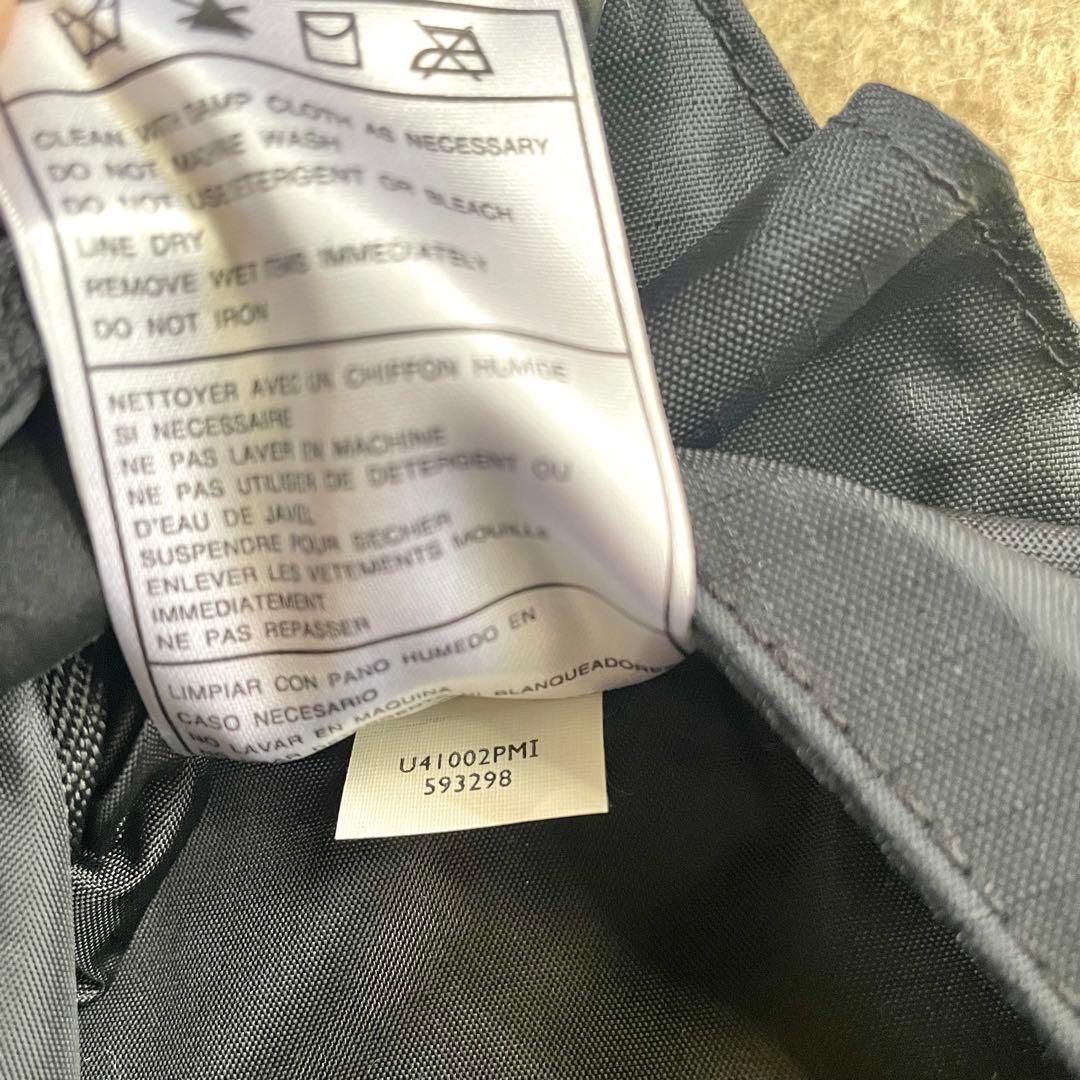 CLEAN WITH DAMP CLOTH AS NECESSARY
DO NOT MACHINE WASH
DO NOT USE DETERGENT OR BLEACH
LINE DRY
REMOVE WET ITEMS IMMEDIATELY
DO NOT IRON
NETTOYER AVEC UN CHIFFON HUMIDE
SI NECESSAIRE
NE PAS LAVER EN MACHINE
NE PAS UTILISER DE DETERGENT OU
D'EAU DE JAVEL
SUSPENDRE POUR SECHER
ENLEVER LES VETEMENTS MOUILLE
IMMEDIATEMENT
NE PAS REPASSER
LIMPIAR CON PANO HUMEDO EN
CASO NECESARIO
NO LAVAR EN MAQUINA
BLANQUEADORES
U41002PMI
593298